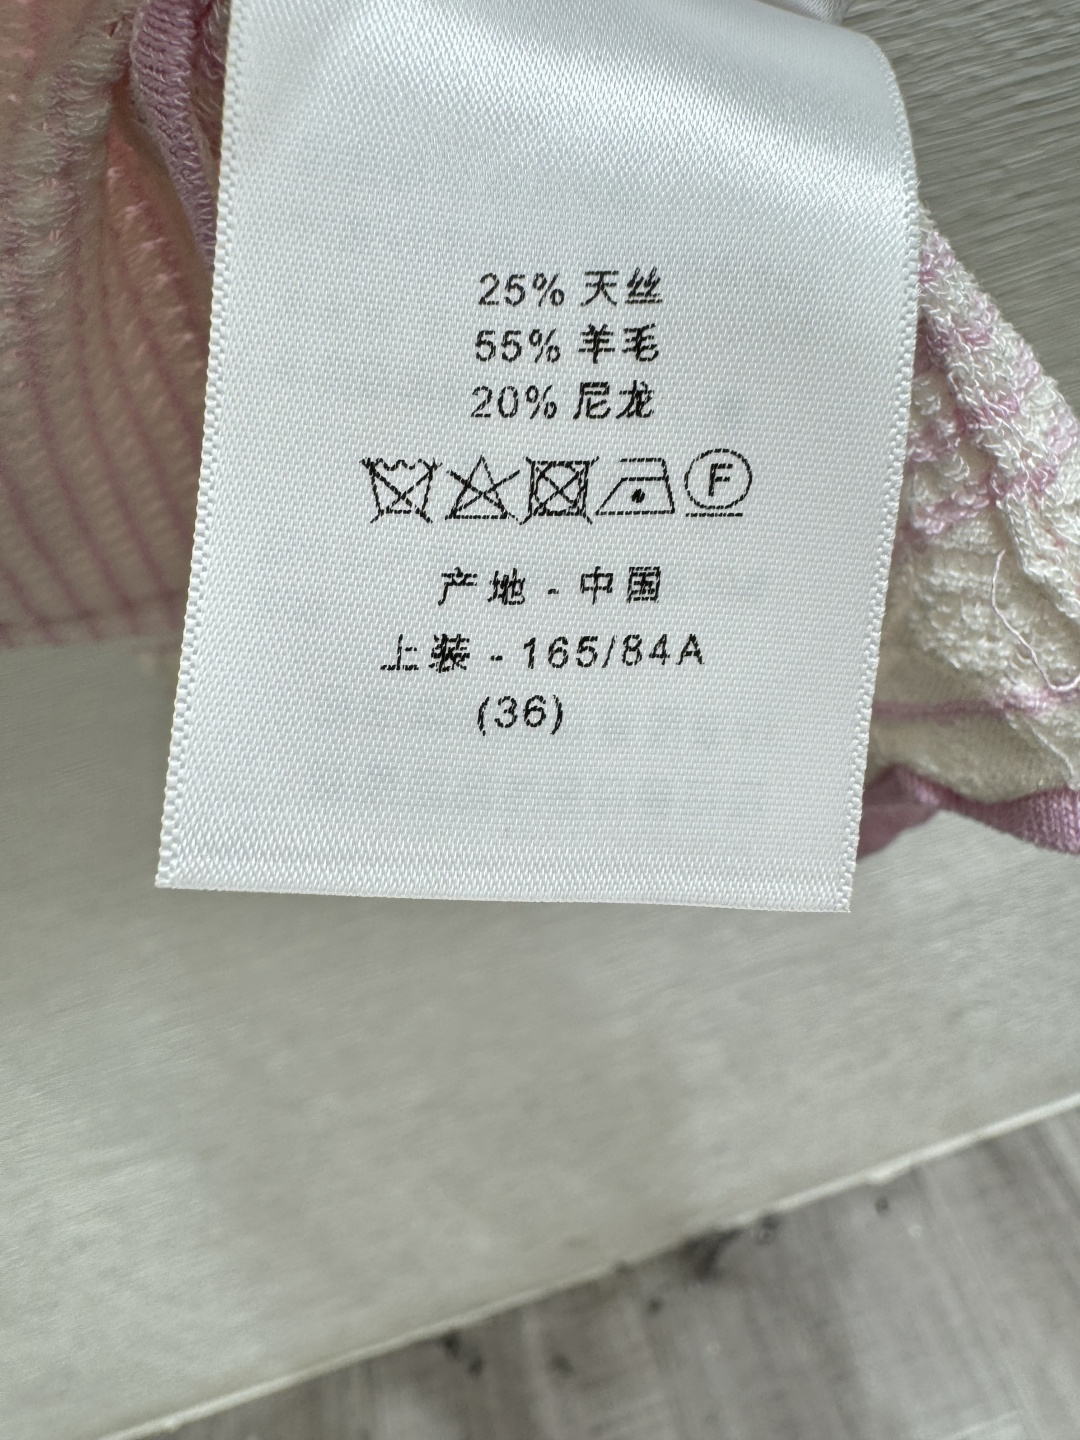 25% 天丝
55% 羊毛
20% 尼龙
F
产地 - 中国
上装 - 165/84A
(36)